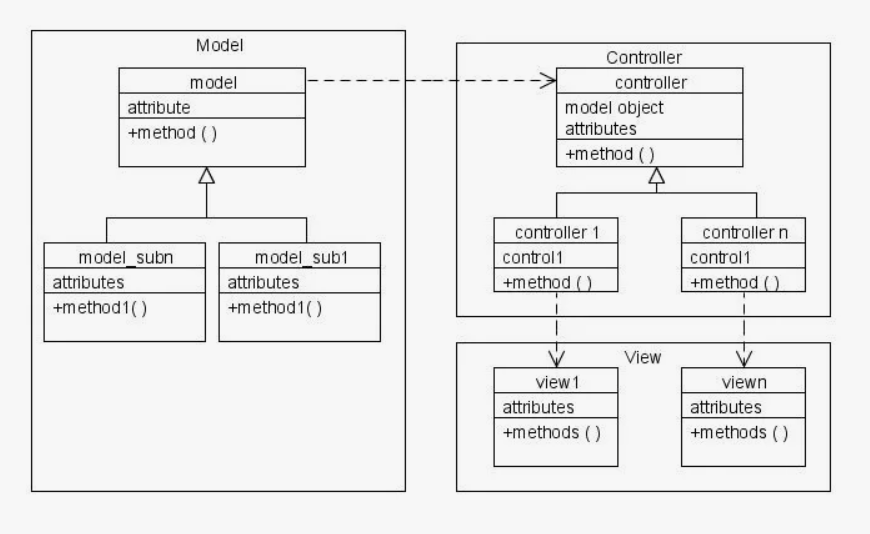 Model
model
attribute
+method ( )
model_subn
attributes
+method1( )
model_sub1
attributes
+method1( )
Controller
controller
model object
attributes
+method ( )
controller 1
control1
+method ( )
controller n
control1
+method ( )
View
view1
attributes
+methods ( )
viewn
attributes
+methods ( )